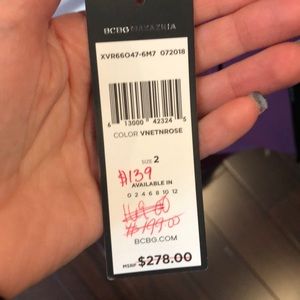 BCBGMAXAZRIA
XVR66O47-6M7 072018
6 13000 42324 5
COLOR VNETNROSE
SIZE 2
$139
AVAILABLE IN
0 2 4 6 8 10 12
$199.00
BCBG.COM
MSRP $278.00